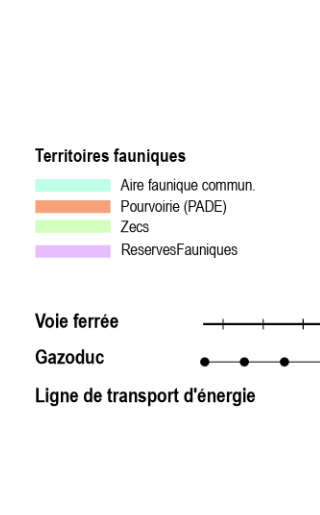 Territoires fauniques
Aire faunique commun.
Pourvoirie (PADE)
Zecs
ReservesFauniques
Voie ferrée
Gazoduc
Ligne de transport d'énergie